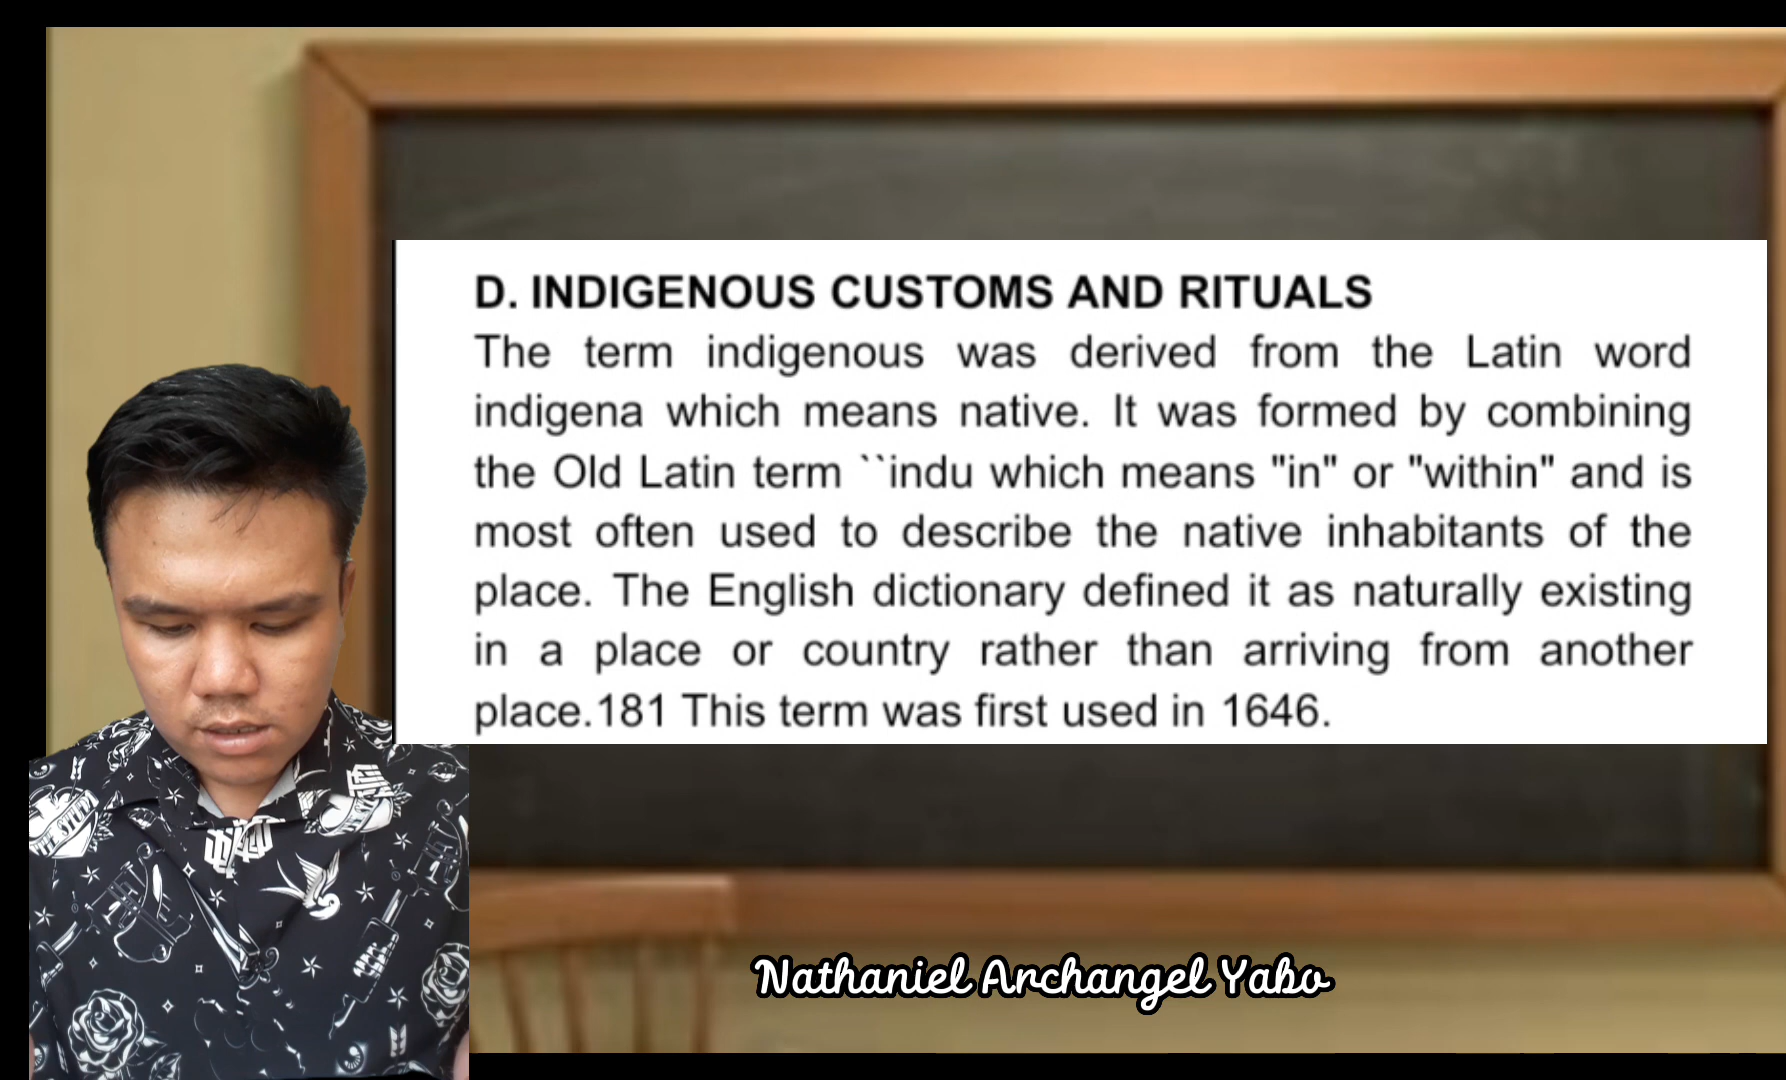 D. INDIGENOUS CUSTOMS AND RITUALS
The term indigenous was derived from the Latin word
indigena which means native. It was formed by combining
the Old Latin term ``indu which means "in" or "within" and is
most often used to describe the native inhabitants of the
place. The English dictionary defined it as naturally existing
in a place or country rather than arriving from another
place.181 This term was first used in 1646.
Nathaniel Archangel Yabo